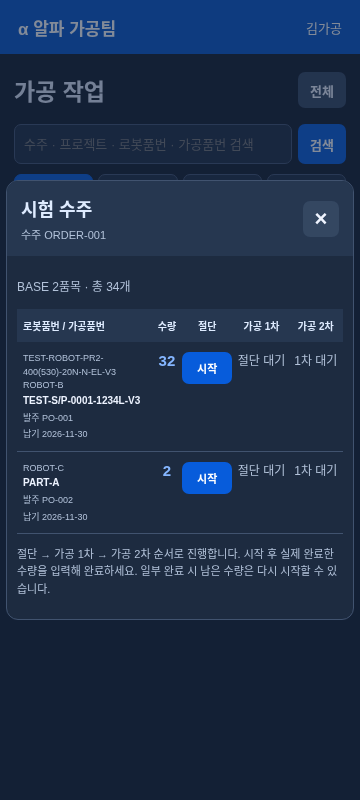 α 알파 가공팀
김가공
가공 작업
전체
수주 · 프로젝트 · 로봇품번 · 가공품번 검색
검색
시험 수주
수주 ORDER-001
×
BASE 2품목 · 총 34개
로봇품번 / 가공품번 수량 절단 가공 1차 가공 2차
TEST-ROBOT-PR2-
400(530)-20N-N-EL-V3
ROBOT-B
TEST-S/P-0001-1234L-V3
발주 PO-001
납기 2026-11-30
32 시작 절단 대기 1차 대기
ROBOT-C
PART-A
발주 PO-002
납기 2026-11-30
2 시작 절단 대기 1차 대기
절단 → 가공 1차 → 가공 2차 순서로 진행합니다. 시작 후 실제 완료한
수량을 입력해 완료하세요. 일부 완료 시 남은 수량은 다시 시작할 수 있
습니다.